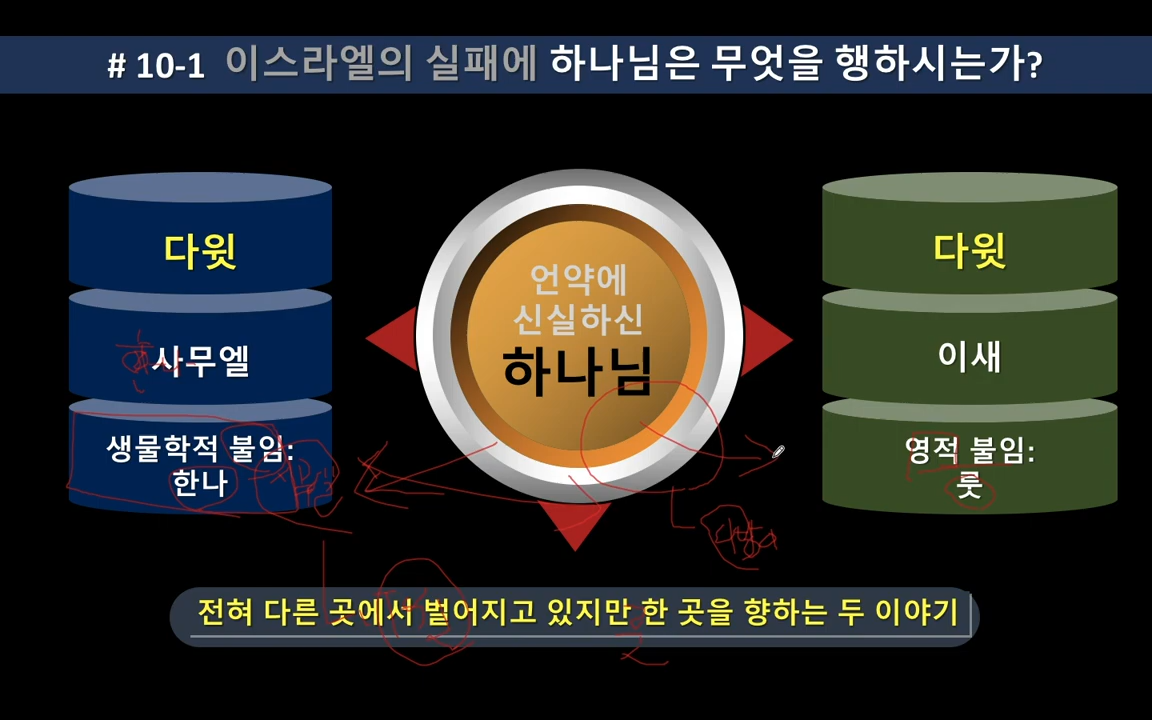 # 10-1 이스라엘의 실패에 하나님은 무엇을 행하시는가?
다윗
사무엘
생물학적 불임:
한나
언약에
신실하신
하나님
다윗
이새
영적 불임:
룻
전혀 다른 곳에서 벌어지고 있지만 한 곳을 향하는 두 이야기